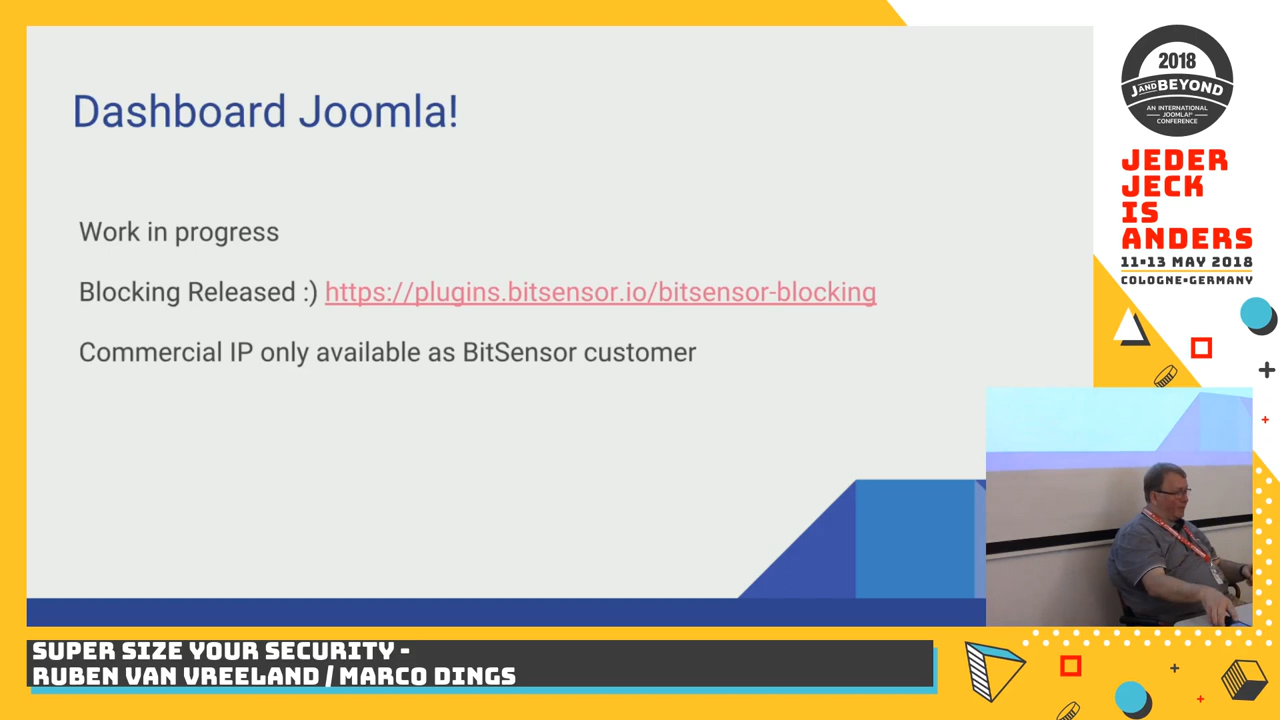 Dashboard Joomla!
Work in progress
Blocking Released :) https://plugins.bitsensor.io/bitsensor-blocking
Commercial IP only available as BitSensor customer
2018
J AND BEYOND
AN INTERNATIONAL
JOOMLA!®
CONFERENCE
JEDER
JECK
IS
ANDERS
11-13 MAY 2018
COLOGNE-GERMANY
SUPER SIZE YOUR SECURITY -
RUBEN VAN VREELAND / MARCO DINGS